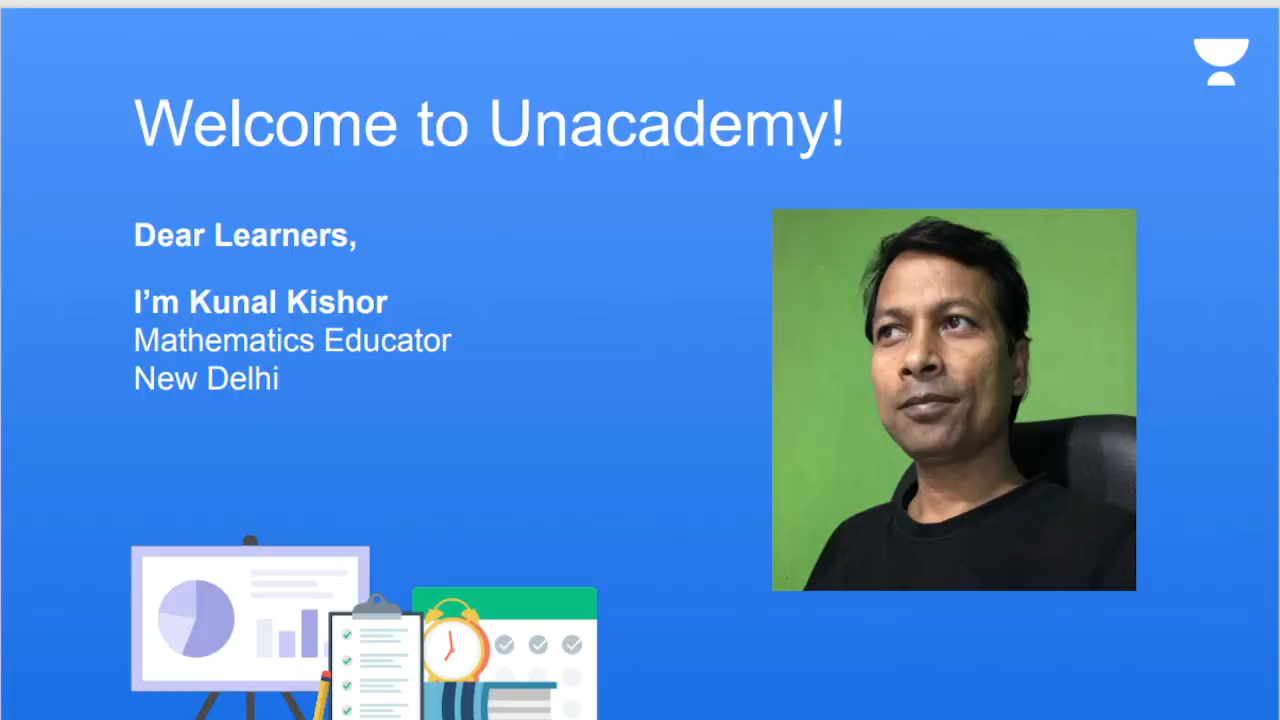 Welcome to Unacademy!
Dear Learners,
I’m Kunal Kishor
Mathematics Educator
New Delhi